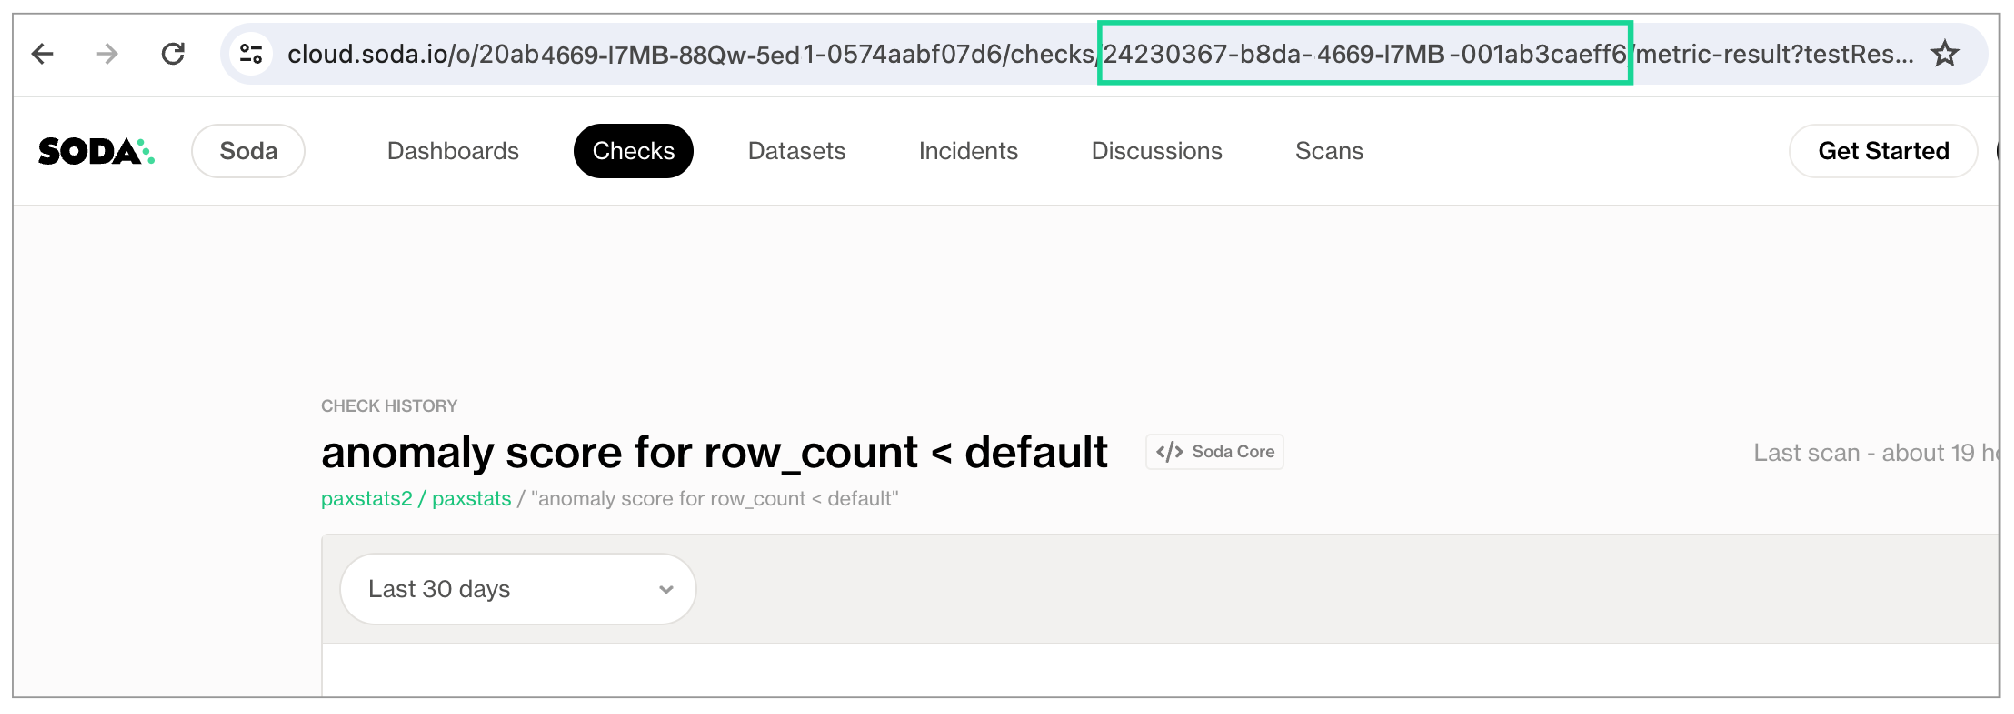 cloud.soda.io/o/20ab4669-I7MB-88Qw-5ed1-0574aabf07d6/checks/24230367-b8da-4669-I7MB-001ab3caeff6/metric-result?testRes...
SODA Soda Dashboards Checks Datasets Incidents Discussions Scans Get Started
CHECK HISTORY
anomaly score for row_count < default </> Soda Core Last scan - about 19 h
paxstats2 / paxstats / "anomaly score for row_count < default"
Last 30 days